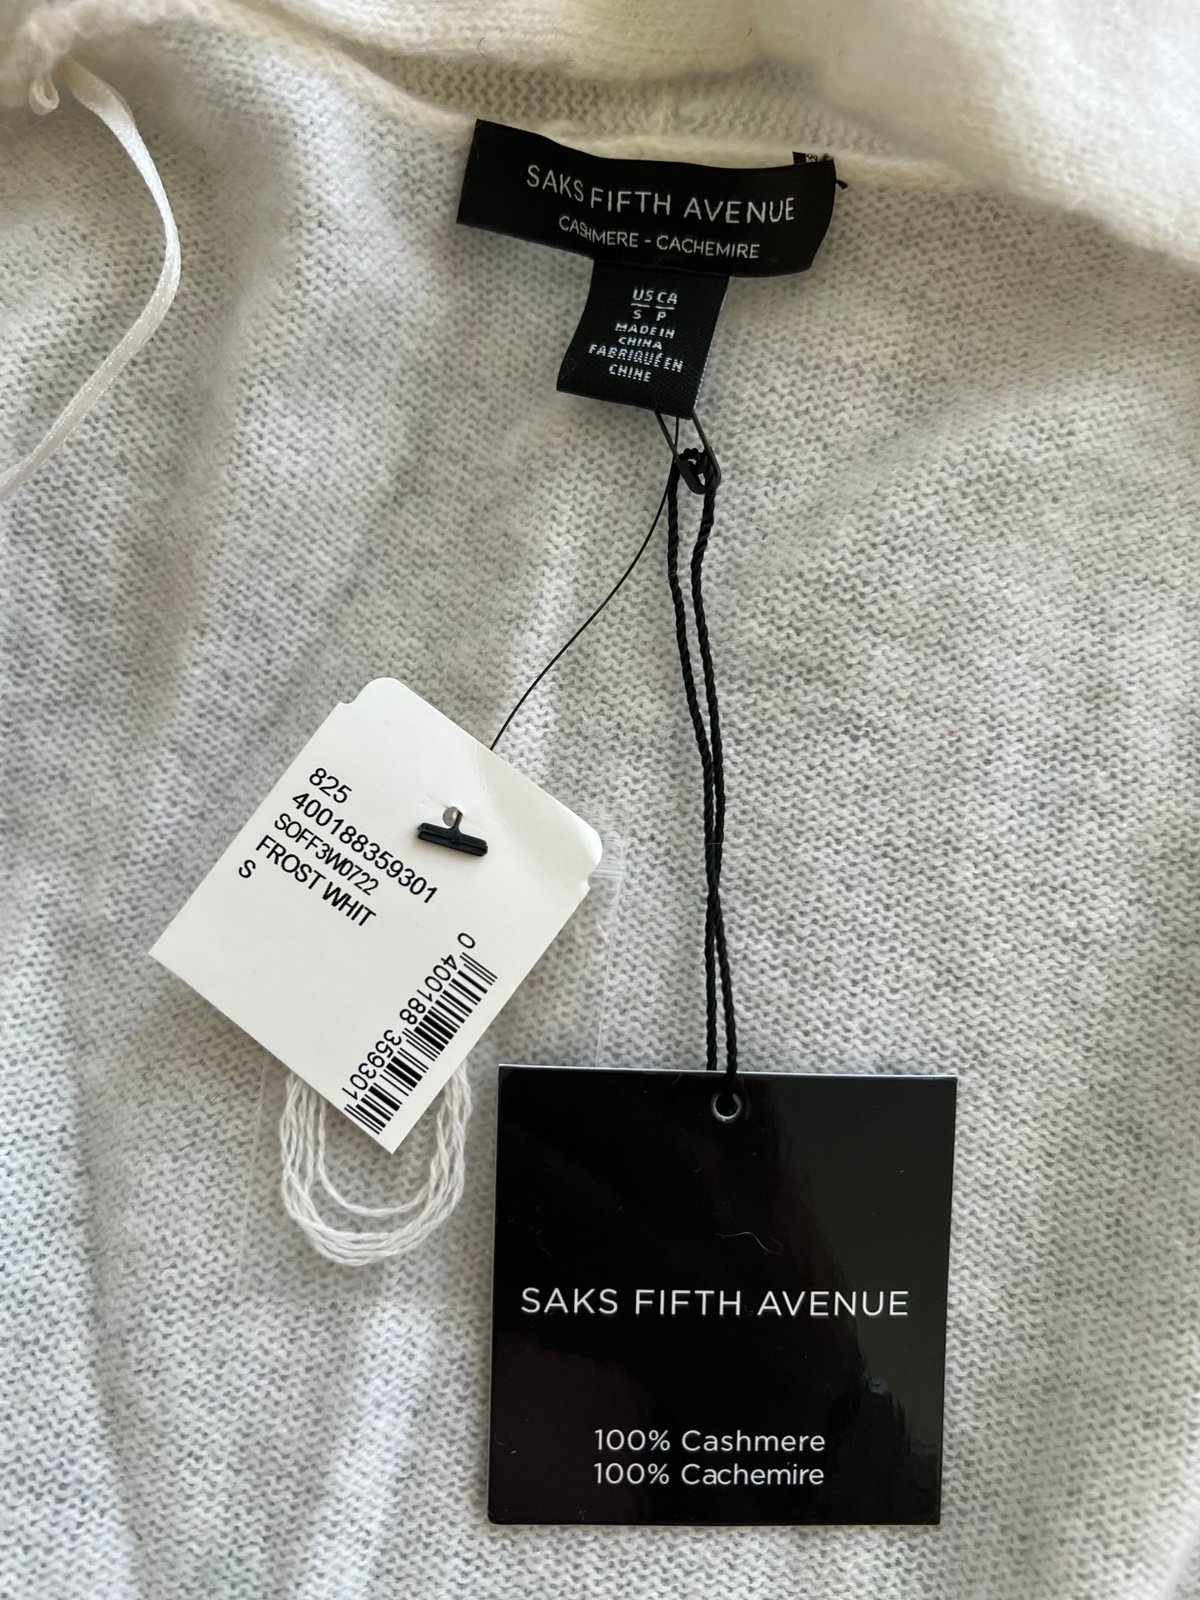 SAKS FIFTH AVENUE
CASHMERE - CACHEMIRE
US CA
S P
MADE IN
CHINA
FABRIQUÉ EN
CHINE
825
400188359301
SOFF3W0722
FROST WHIT
S
0 400188 359301
SAKS FIFTH AVENUE
100% Cashmere
100% Cachemire